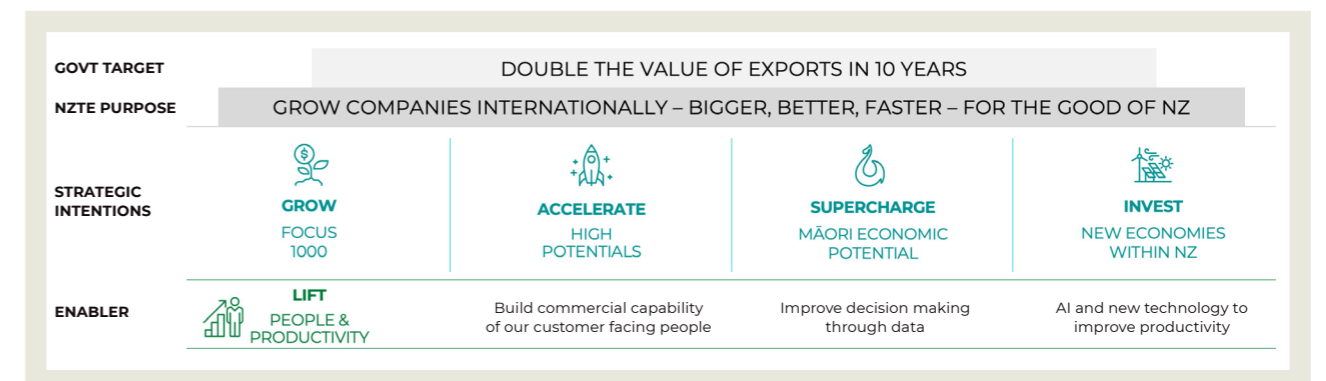 GOVT TARGET
DOUBLE THE VALUE OF EXPORTS IN 10 YEARS
NZTE PURPOSE
GROW COMPANIES INTERNATIONALLY – BIGGER, BETTER, FASTER – FOR THE GOOD OF NZ
STRATEGIC
INTENTIONS
$
GROW
FOCUS
1000
ACCELERATE
HIGH
POTENTIALS
SUPERCHARGE
MĀORI ECONOMIC
POTENTIAL
INVEST
NEW ECONOMIES
WITHIN NZ
ENABLER
LIFT
PEOPLE &
PRODUCTIVITY
Build commercial capability
of our customer facing people
Improve decision making
through data
AI and new technology to
improve productivity